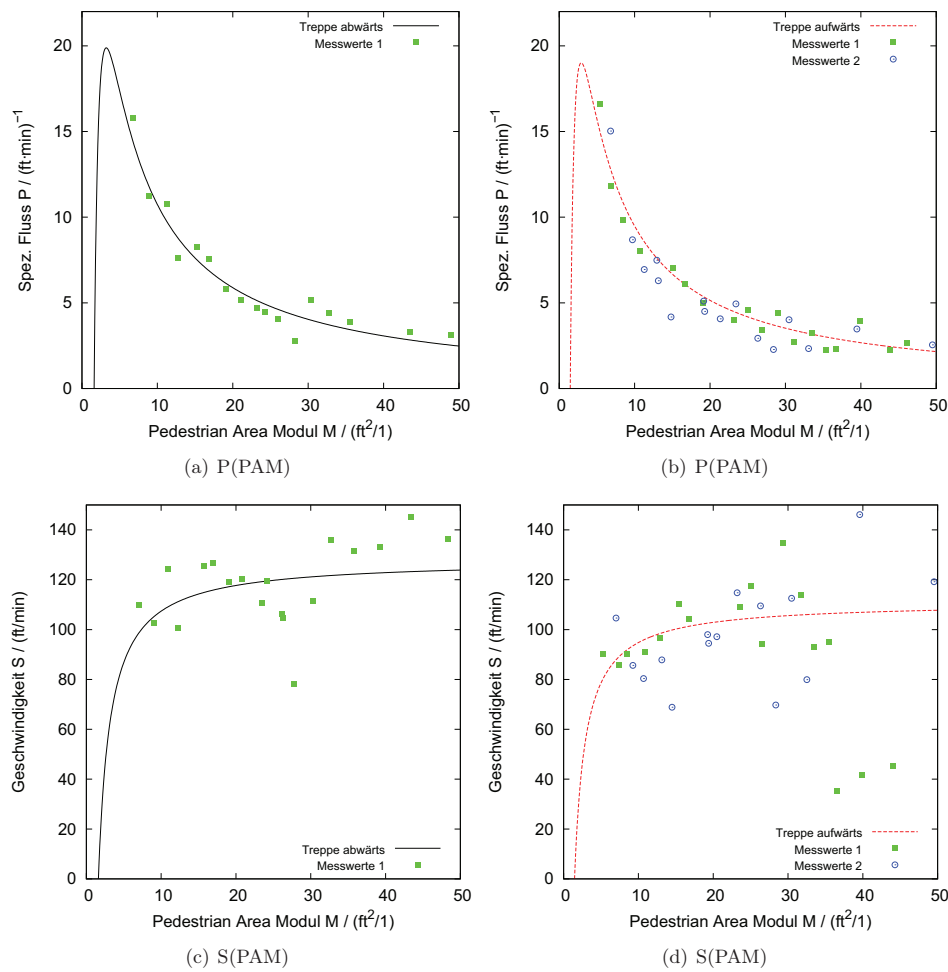 Treppe abwärts
Messwerte 1
20
15
10
5
0
Spez. Fluss P / (ft·min)⁻¹
0 10 20 30 40 50
Pedestrian Area Modul M / (ft²/1)
(a) P(PAM)
Treppe aufwärts
Messwerte 1
Messwerte 2
20
15
10
5
0
Spez. Fluss P / (ft·min)⁻¹
0 10 20 30 40 50
Pedestrian Area Modul M / (ft²/1)
(b) P(PAM)
140
120
100
80
60
40
20
0
Geschwindigkeit S / (ft/min)
Treppe abwärts
Messwerte 1
0 10 20 30 40 50
Pedestrian Area Modul M / (ft²/1)
(c) S(PAM)
140
120
100
80
60
40
20
0
Geschwindigkeit S / (ft/min)
Treppe aufwärts
Messwerte 1
Messwerte 2
0 10 20 30 40 50
Pedestrian Area Modul M / (ft²/1)
(d) S(PAM)